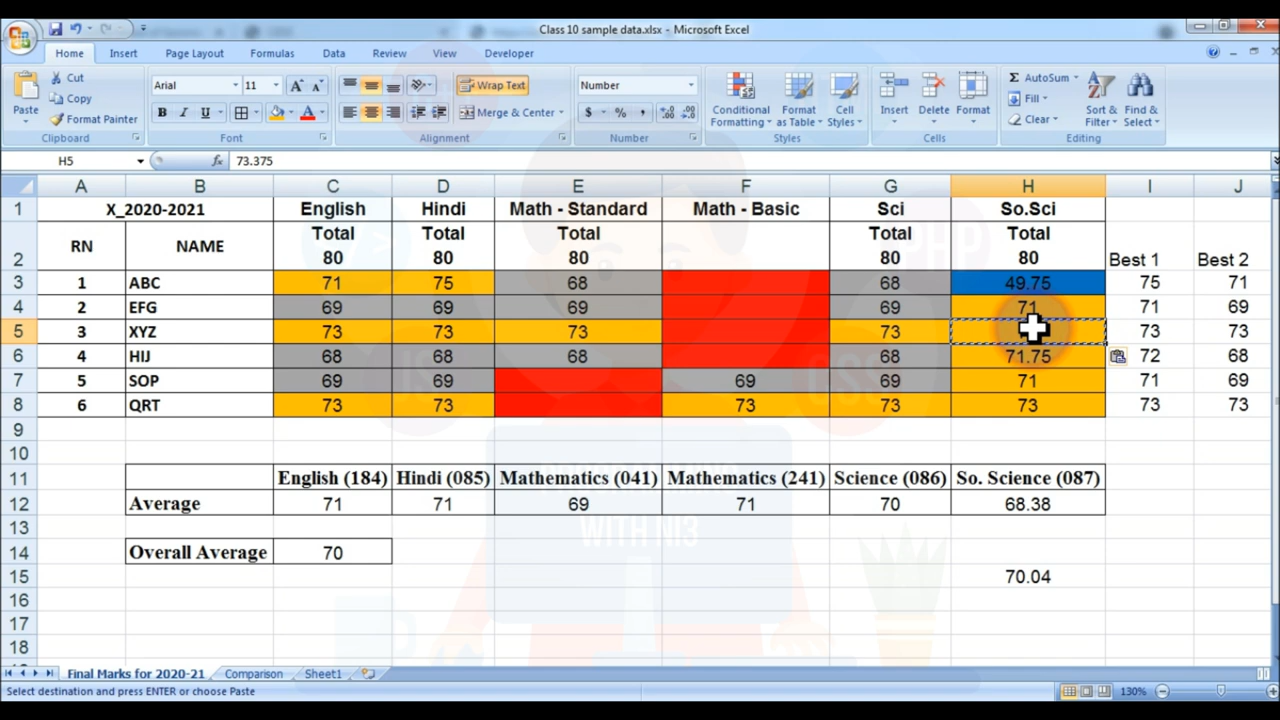 Class 10 sample data.xlsx - Microsoft Excel
Home Insert Page Layout Formulas Data Review View Developer
Cut Arial 11 Wrap Text Number AutoSum
Copy Fill
Paste Format Painter B I U Merge & Center $ % , Conditional Formatting Format as Table Cell Styles Insert Delete Format Clear Sort & Filter Find & Select
Clipboard Font Alignment Number Styles Cells Editing
H5 fx 73.375
A B C D E F G H I J
1 X_2020-2021 English Hindi Math - Standard Math - Basic Sci So.Sci
2 RN NAME Total 80 Total 80 Total 80 Total 80 Total 80 Best 1 Best 2
3 1 ABC 71 75 68 68 49.75 75 71
4 2 EFG 69 69 69 69 71 71 69
5 3 XYZ 73 73 73 73 73 73
6 4 HIJ 68 68 68 68 71.75 72 68
7 5 SOP 69 69 69 69 71 71 69
8 6 QRT 73 73 73 73 73 73 73
9
10
11 English (184) Hindi (085) Mathematics (041) Mathematics (241) Science (086) So. Science (087)
12 Average 71 71 69 71 70 68.38
13
14 Overall Average 70
15 70.04
16
17
18
WITH NI3
PHP
CSS
Final Marks for 2020-21 Comparison Sheet1
Select destination and press ENTER or choose Paste 130%